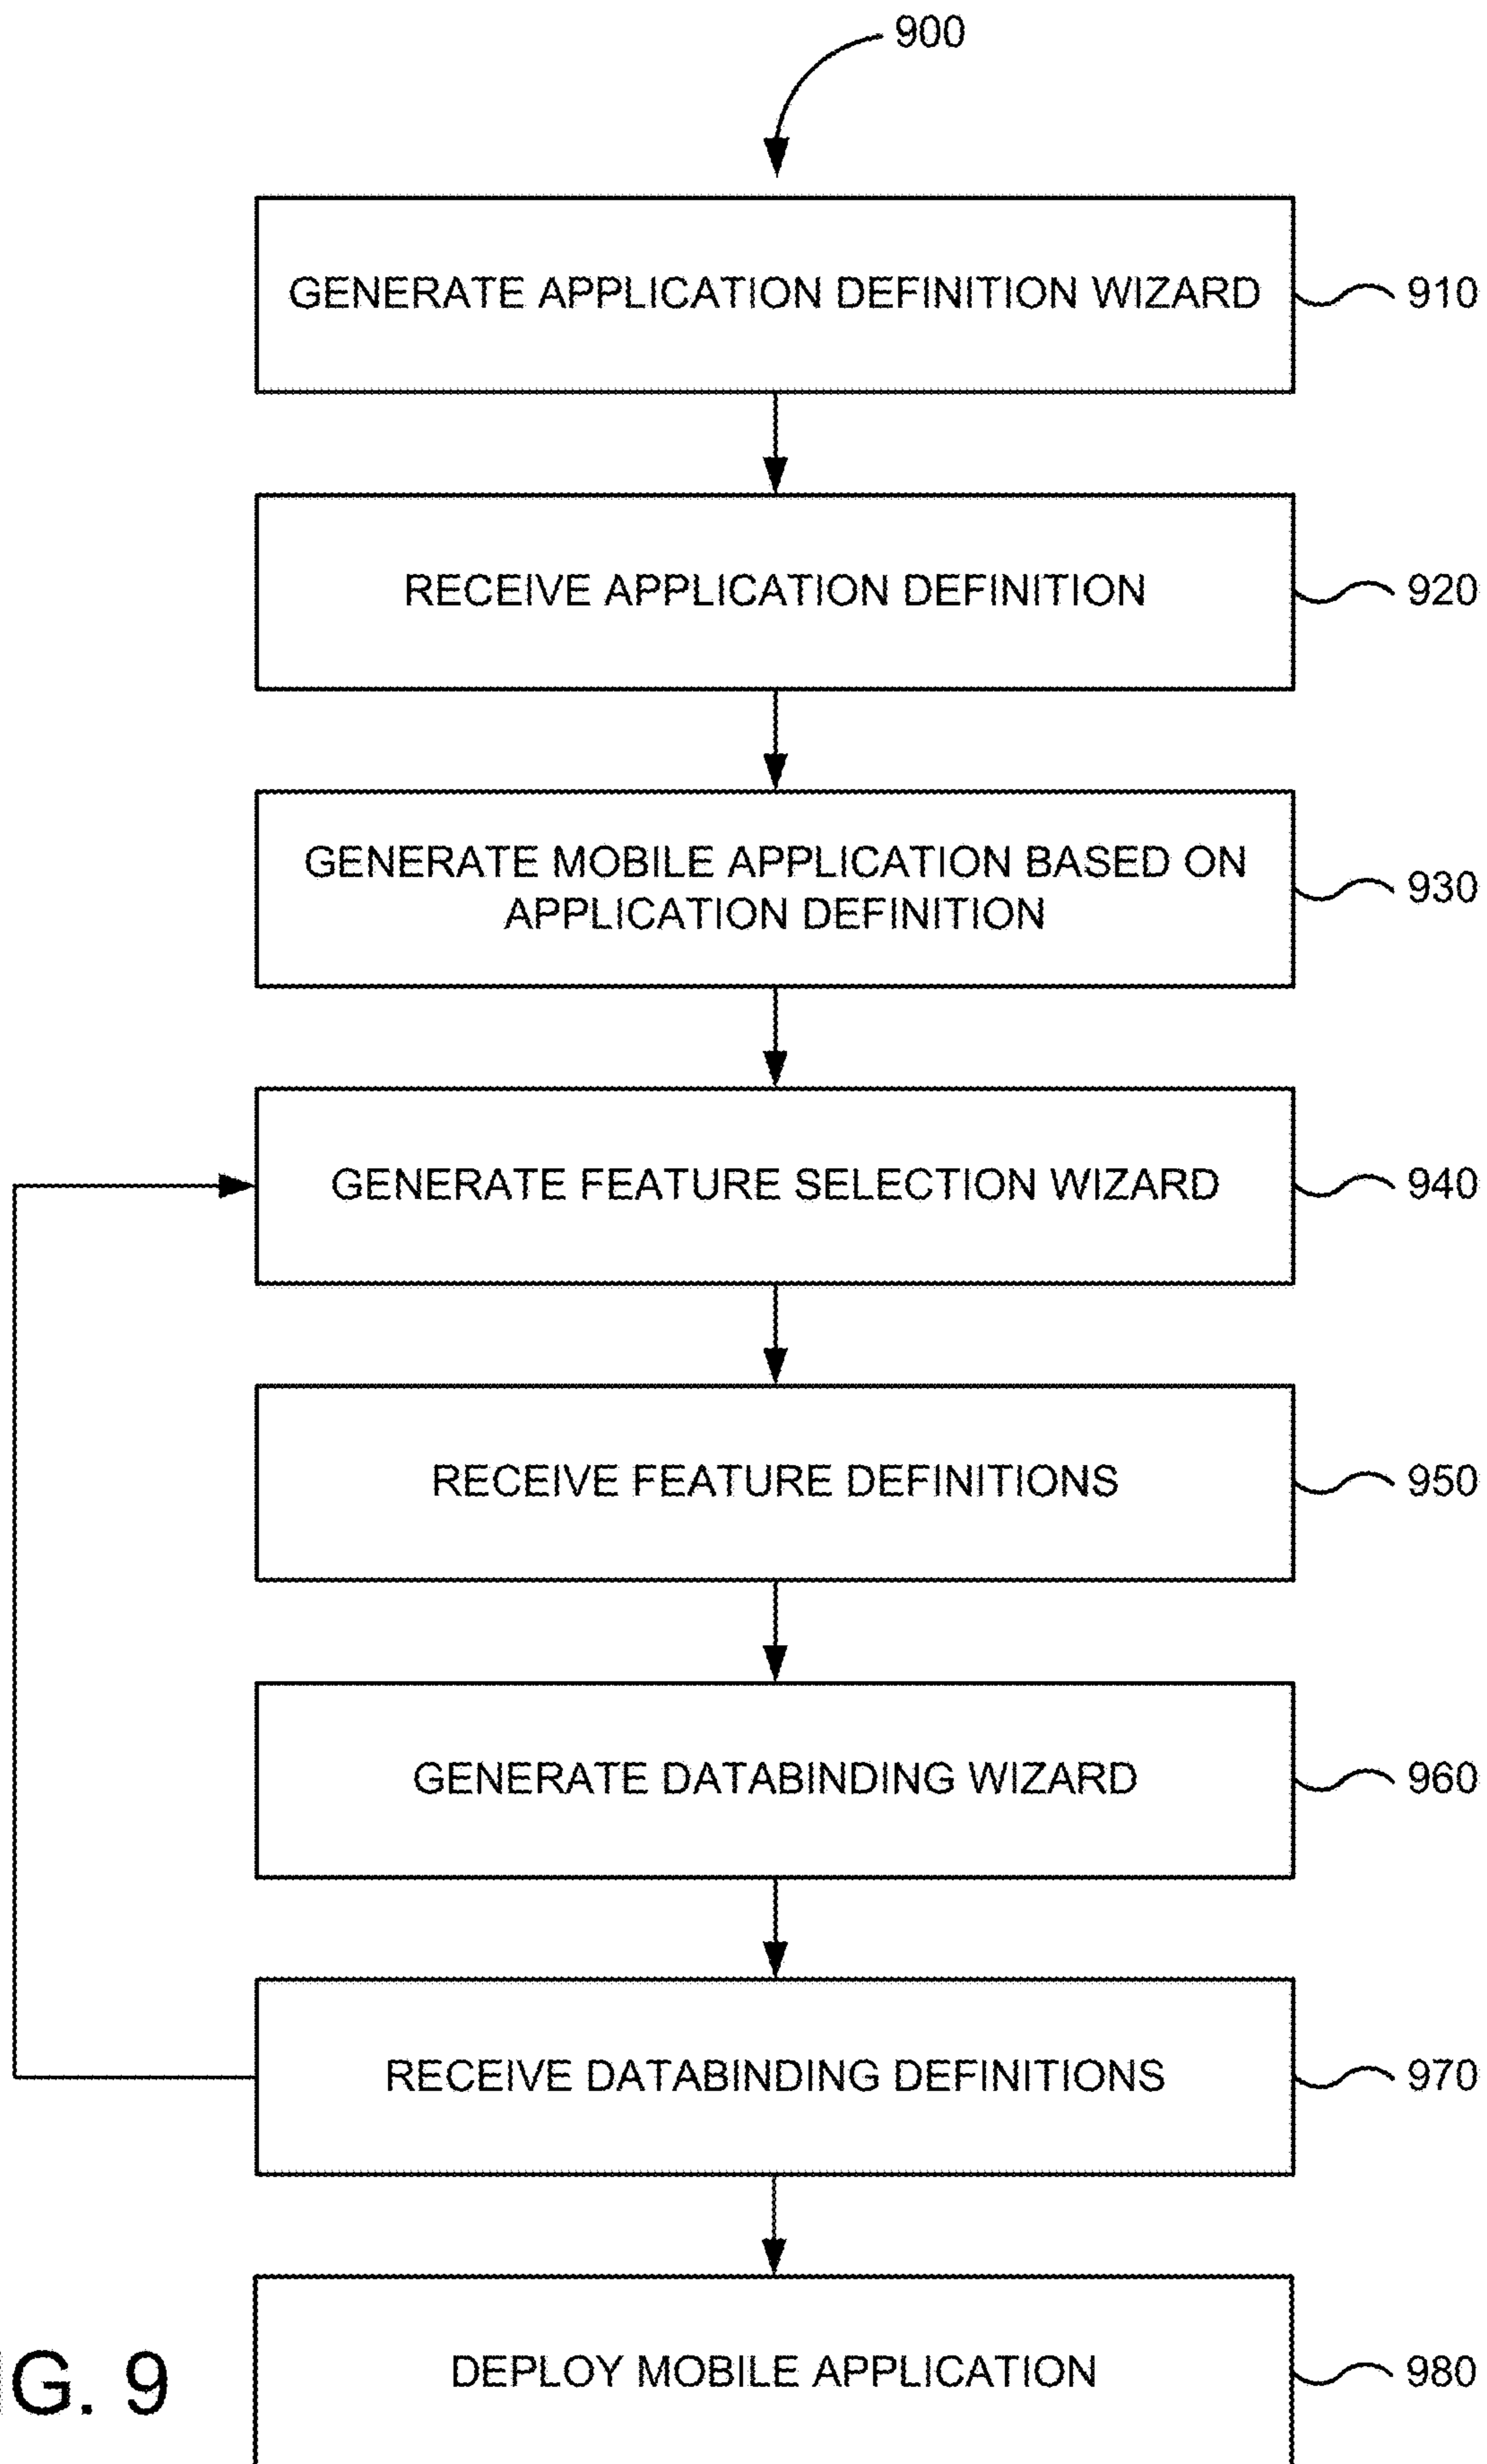 900
GENERATE APPLICATION DEFINITION WIZARD
910
RECEIVE APPLICATION DEFINITION
920
GENERATE MOBILE APPLICATION BASED ON
APPLICATION DEFINITION
930
GENERATE FEATURE SELECTION WIZARD
940
RECEIVE FEATURE DEFINITIONS
950
GENERATE DATABINDING WIZARD
960
RECEIVE DATABINDING DEFINITIONS
970
DEPLOY MOBILE APPLICATION
980
G. 9